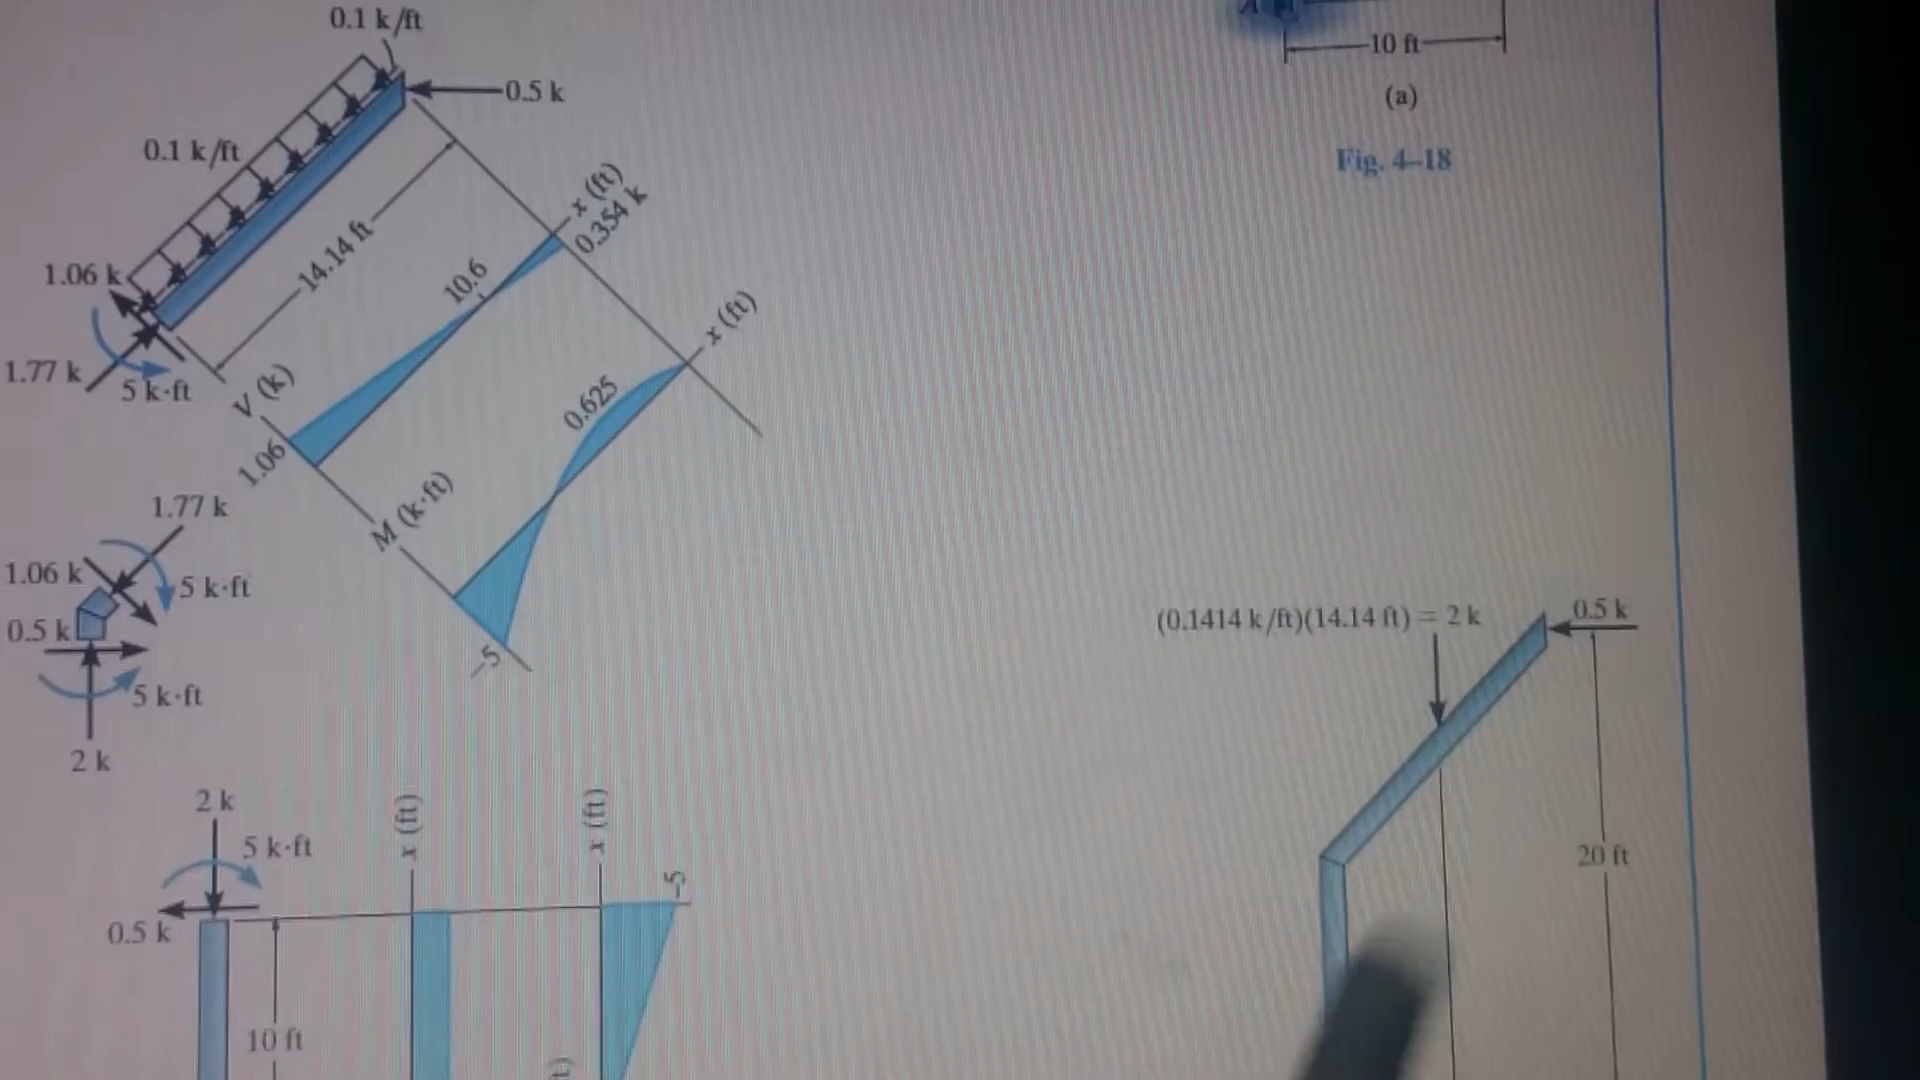 0.1 k/ft
0.5 k
0.1 k/ft
14.14 ft
1.06 k
1.77 k
5 k·ft
V (k)
1.06
10.6
x (ft)
0.354 k
M (k·ft)
0.625
x (ft)
-5
1.77 k
1.06 k
5 k·ft
0.5 k
5 k·ft
2 k
2 k
5 k·ft
0.5 k
10 ft
x (ft)
x (ft)
-5
A
10 ft
(a)
Fig. 4–18
(0.1414 k/ft)(14.14 ft) = 2 k
0.5 k
20 ft